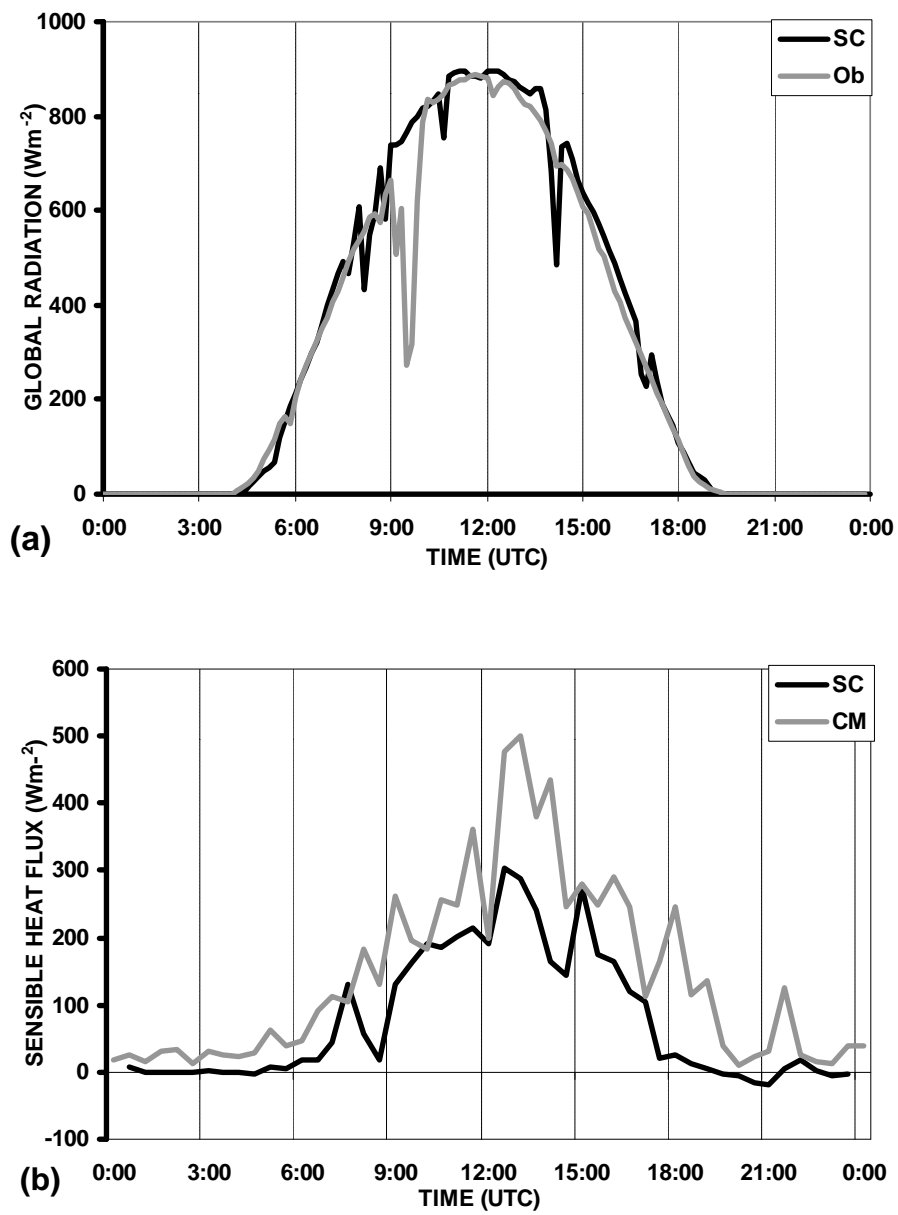 1000
800
600
400
200
0
GLOBAL RADIATION (Wm-2)
SC
Ob
0:00 3:00 6:00 9:00 12:00 15:00 18:00 21:00 0:00
TIME (UTC)
(a)
600
500
400
300
200
100
0
-100
SENSIBLE HEAT FLUX (Wm-2)
SC
CM
0:00 3:00 6:00 9:00 12:00 15:00 18:00 21:00 0:00
TIME (UTC)
(b)